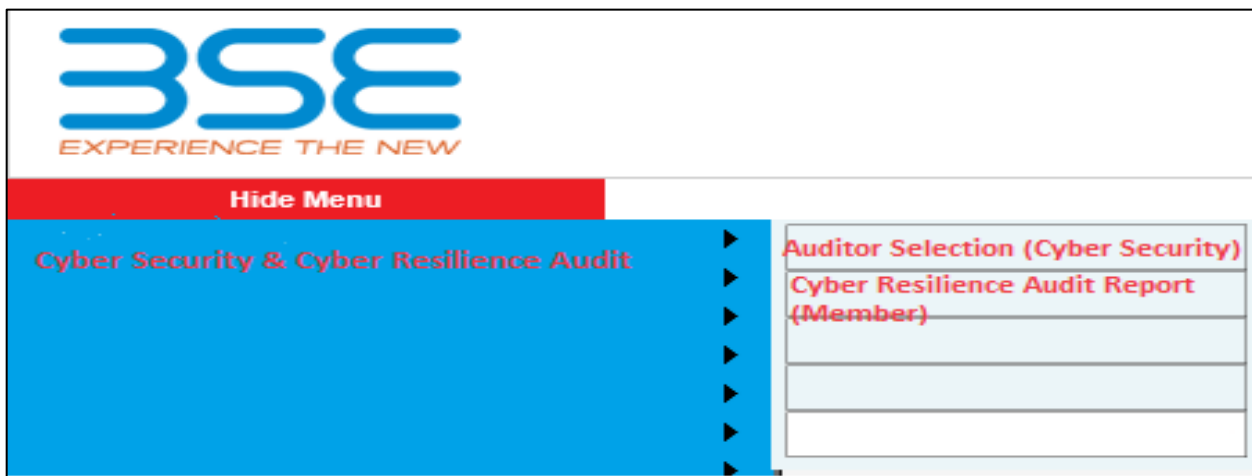 BSE
EXPERIENCE THE NEW
Hide Menu
Cyber Security & Cyber Resilience Audit
Auditor Selection (Cyber Security)
Cyber Resilience Audit Report
(Member)